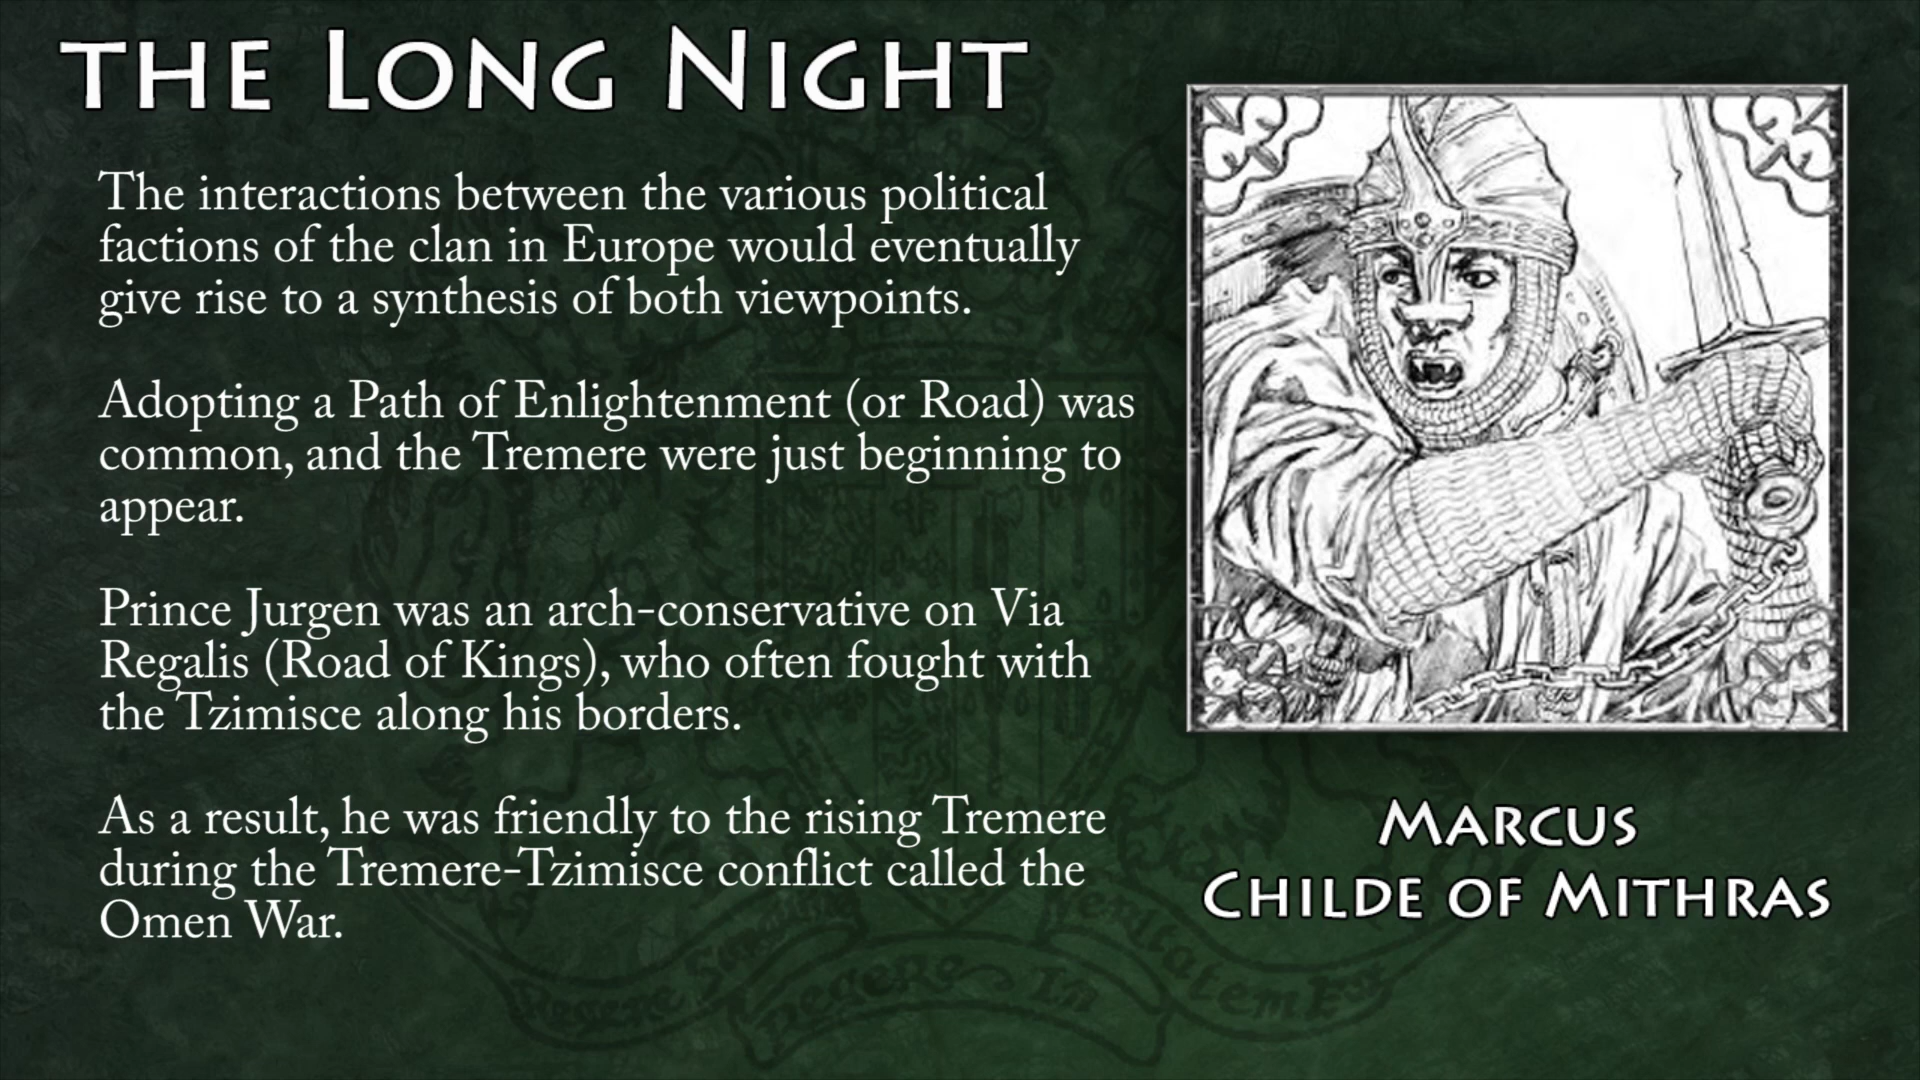 THE LONG NIGHT
The interactions between the various political
factions of the clan in Europe would eventually
give rise to a synthesis of both viewpoints.
Adopting a Path of Enlightenment (or Road) was
common, and the Tremere were just beginning to
appear.
Prince Jurgen was an arch-conservative on Via
Regalis (Road of Kings), who often fought with
the Tzimisce along his borders.
As a result, he was friendly to the rising Tremere
during the Tremere-Tzimisce conflict called the
Omen War.
MARCUS
CHILDE OF MITHRAS